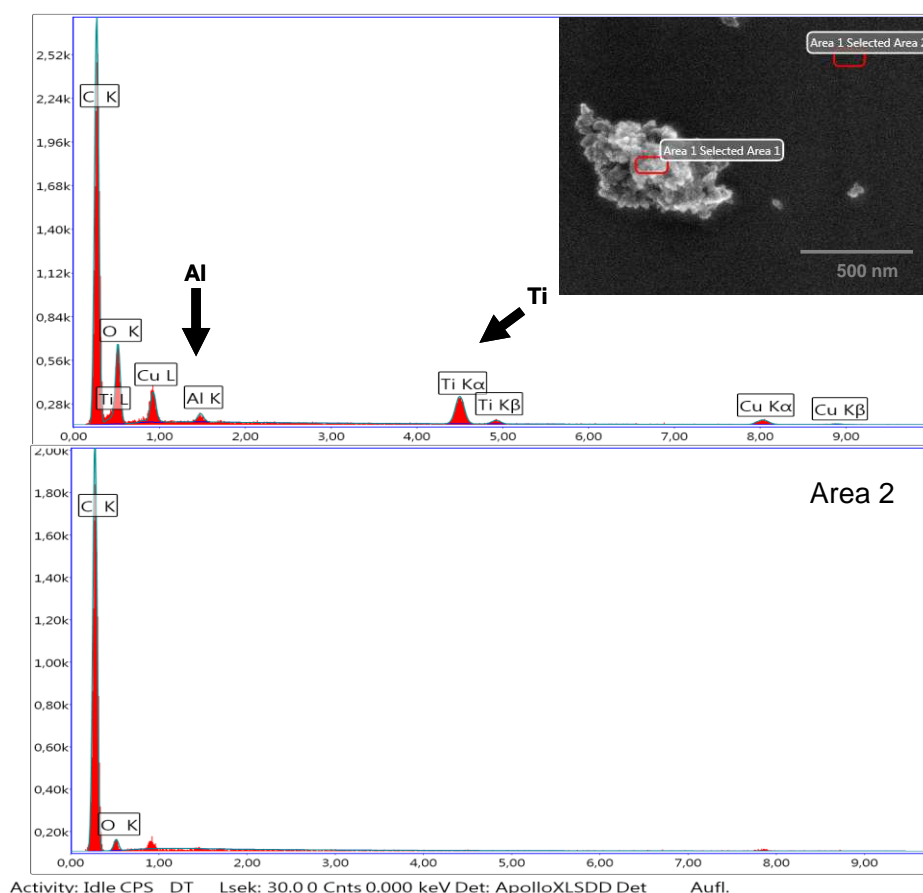 2,52k
2,24k
1,96k
1,68k
1,40k
1,12k
0,84k
0,56k
0,28k
C K
O K
Ti L
Cu L
Al
Al K
Ti
Ti Kα
Ti Kβ
Cu Kα
Cu Kβ
0,00 1,00 2,00 3,00 4,00 5,00 6,00 7,00 8,00 9,00
Area 1 Selected Area 2
Area 1 Selected Area 1
500 nm
2,00k
1,80k
1,60k
1,40k
1,20k
1,00k
0,80k
0,60k
0,40k
0,20k
C K
O K
Area 2
0,00 1,00 2,00 3,00 4,00 5,00 6,00 7,00 8,00 9,00
Activity: Idle CPS DT Lsek: 30.0 0 Cnts 0.000 keV Det: ApolloXLSDD Det Aufl.